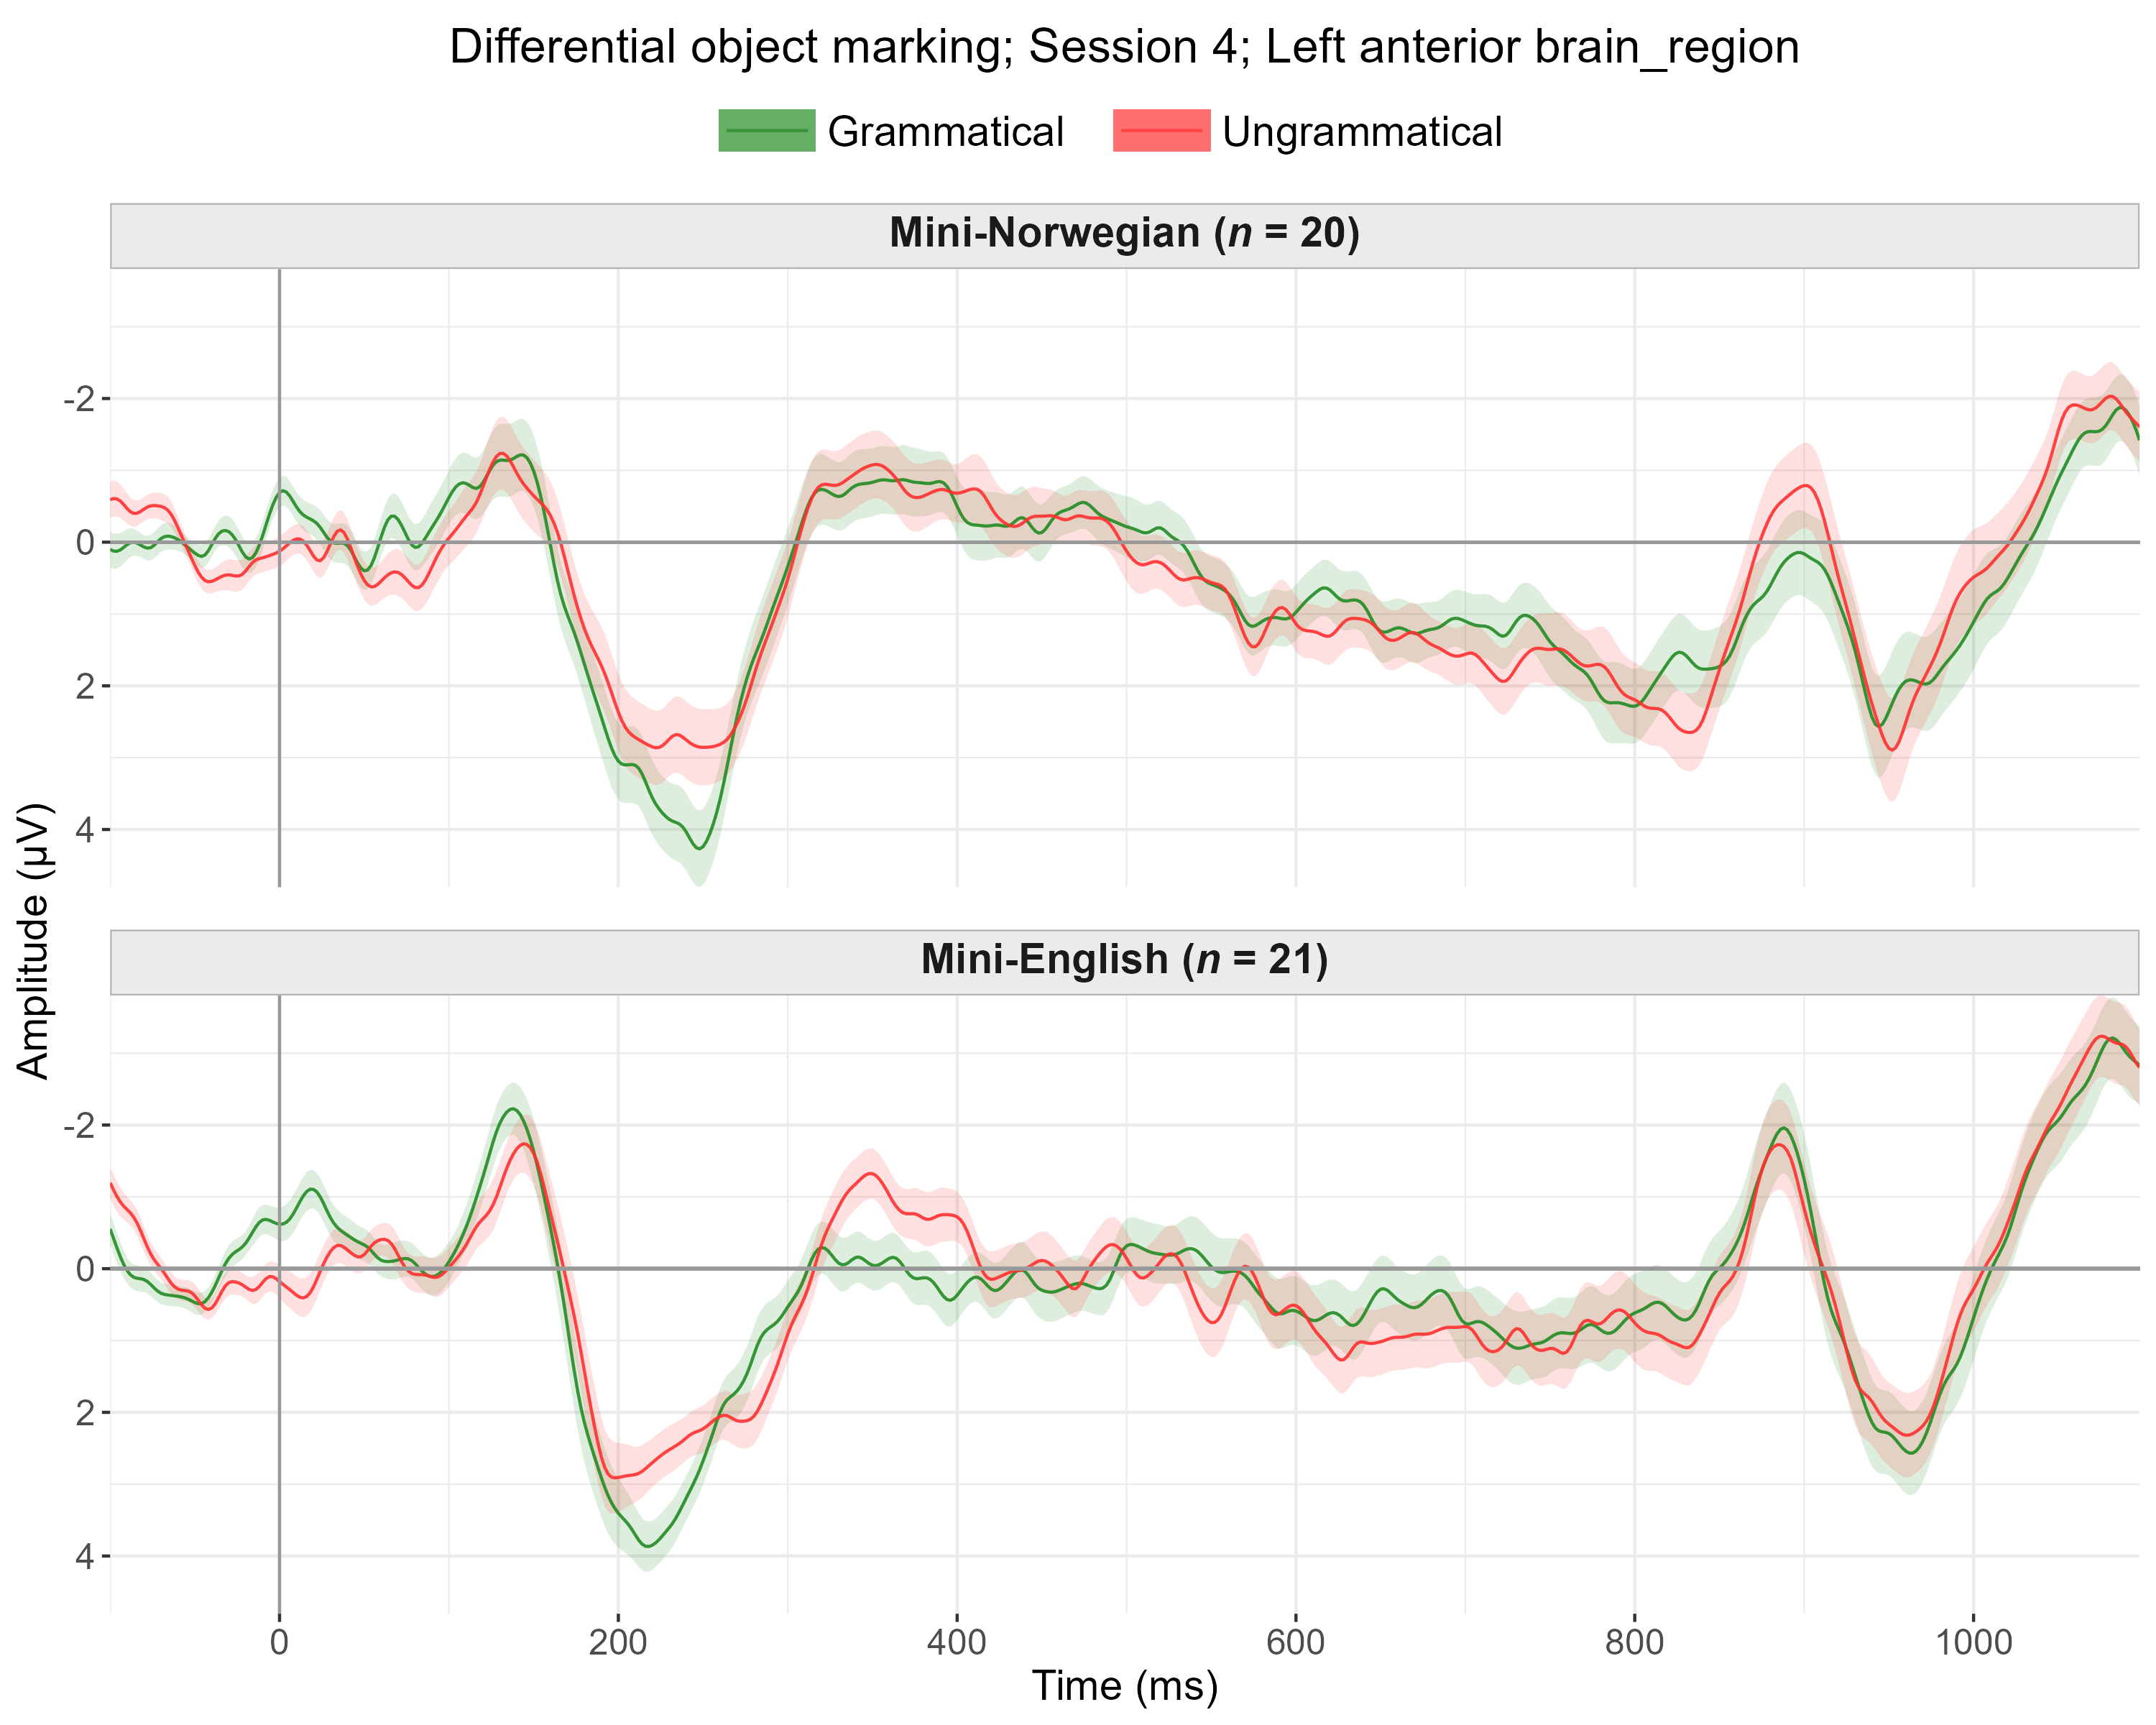 Differential object marking; Session 4; Left anterior brain_region
Grammatical Ungrammatical
Mini-Norwegian (n = 20)
-2
0
2
4
Mini-English (n = 21)
-2
0
2
4
Amplitude (µV)
0 200 400 600 800 1000
Time (ms)